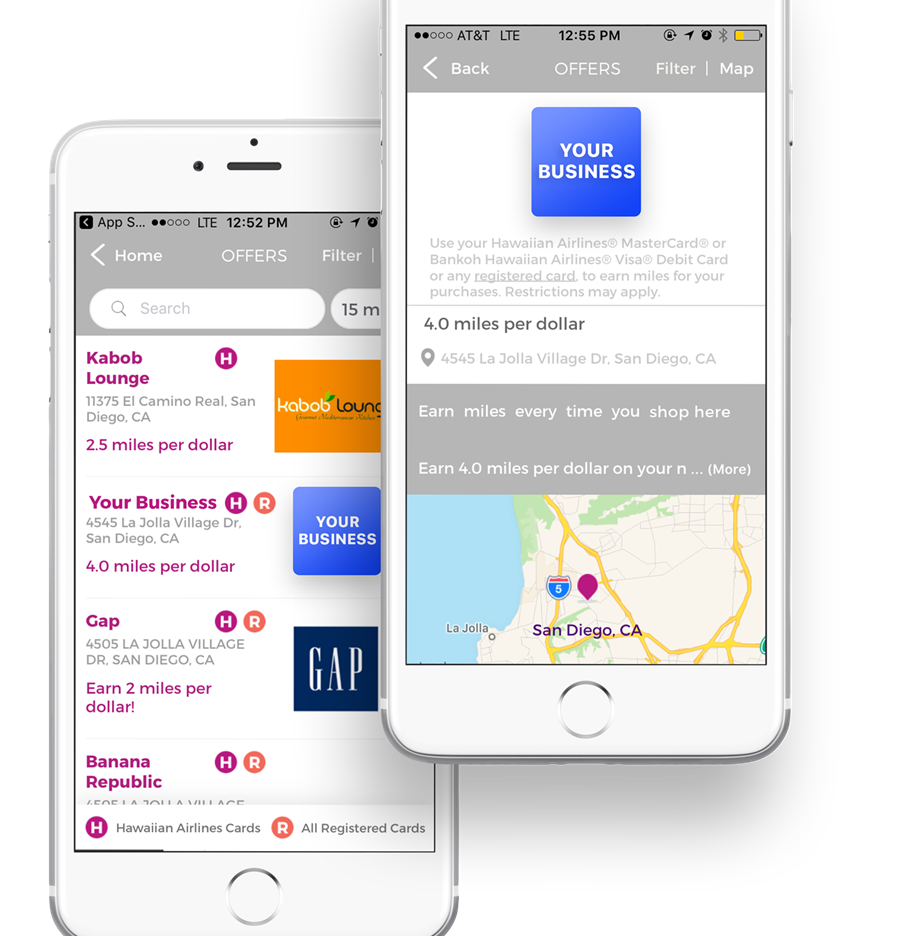 App S... LTE 12:52 PM
Home OFFERS Filter |
Search 15 m
Kabob H
Lounge
11375 El Camino Real, San
Diego, CA
2.5 miles per dollar
kabob Loung
Gourmet Mediterranean Kitchen
Your Business H R
4545 La Jolla Village Dr,
San Diego, CA
4.0 miles per dollar
YOUR
BUSINESS
Gap H R
4505 LA JOLLA VILLAGE
DR, SAN DIEGO, CA
Earn 2 miles per
dollar!
GAP
Banana H R
Republic
4505 LA JOLLA VILLAGE
H Hawaiian Airlines Cards R All Registered Cards
AT&T LTE 12:55 PM
Back OFFERS Filter | Map
YOUR
BUSINESS
Use your Hawaiian Airlines® MasterCard® or
Bankoh Hawaiian Airlines® Visa® Debit Card
or any registered card, to earn miles for your
purchases. Restrictions may apply.
4.0 miles per dollar
4545 La Jolla Village Dr, San Diego, CA
Earn miles every time you shop here
Earn 4.0 miles per dollar on your n ... (More)
5
La Jolla
San Diego, CA